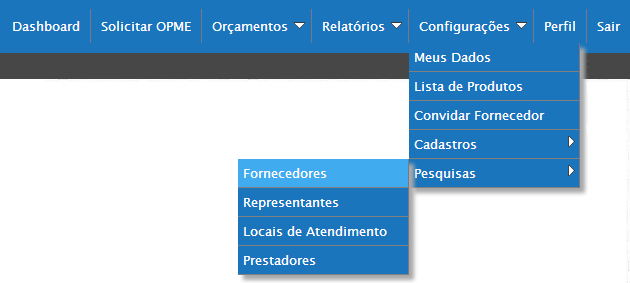 Dashboard Solicitar OPME Orçamentos Relatórios Configurações Perfil Sair
Meus Dados
Lista de Produtos
Convidar Fornecedor
Cadastros
Pesquisas
Fornecedores
Representantes
Locais de Atendimento
Prestadores